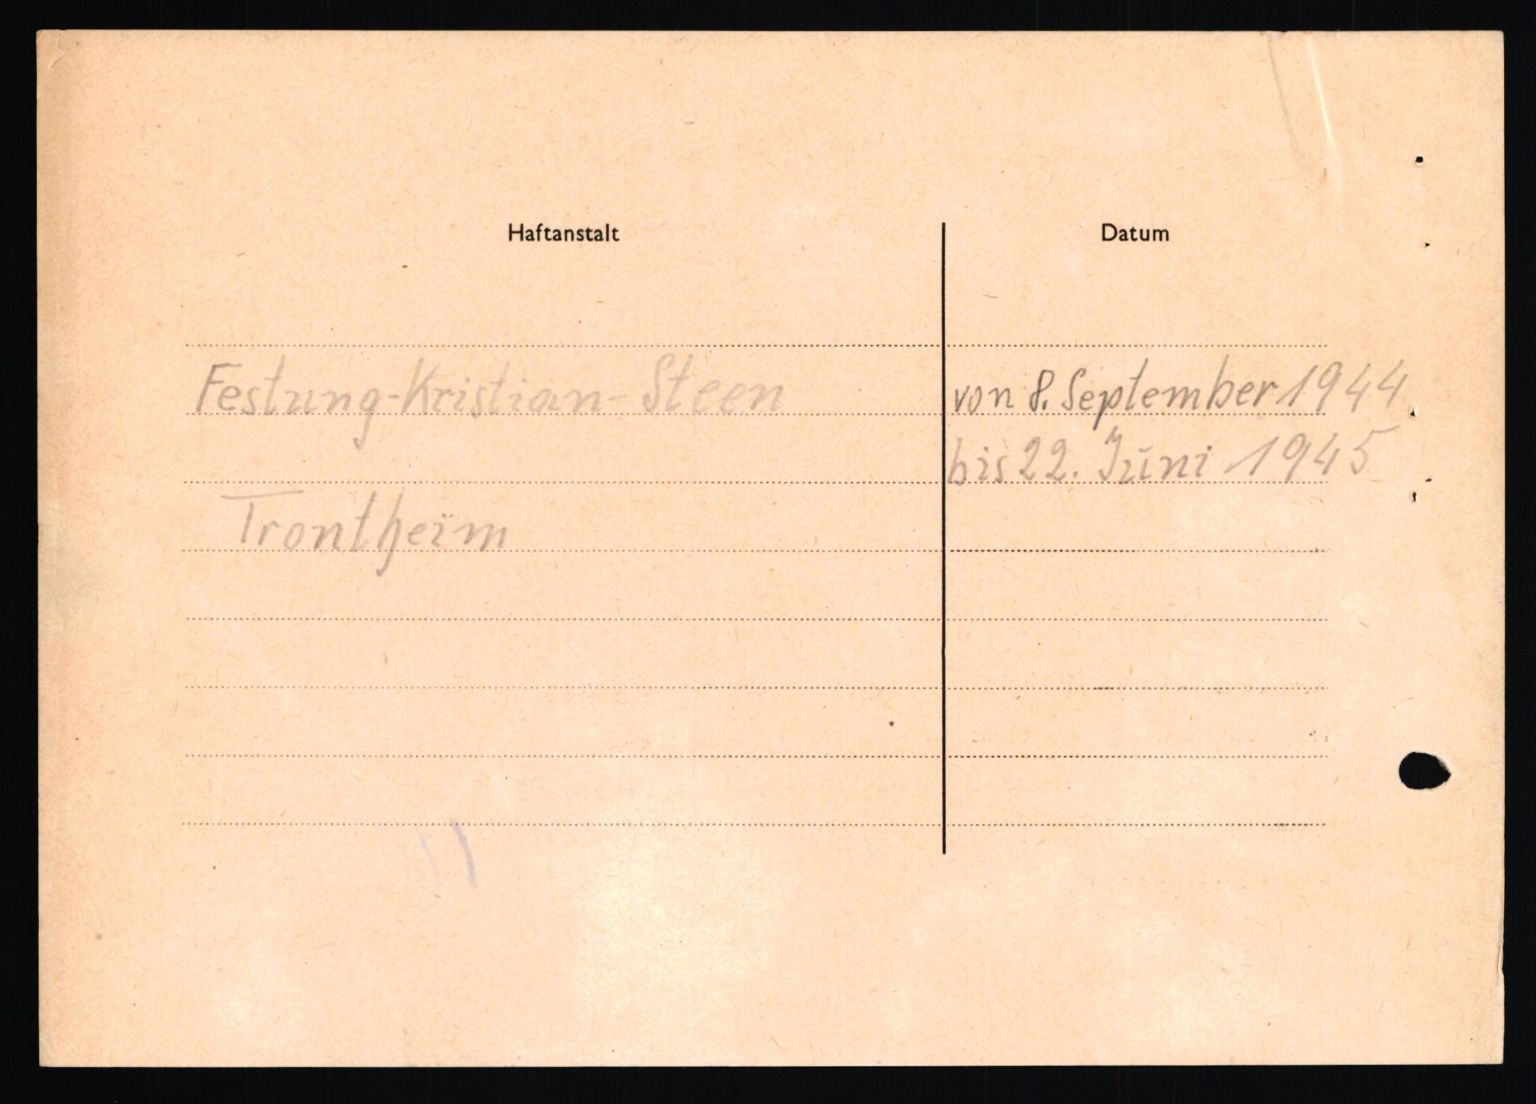 Haftanstalt Datum
Festung-Kristian-Steen von 8. September 1944
bis 22. Juni 1945
Trontheim